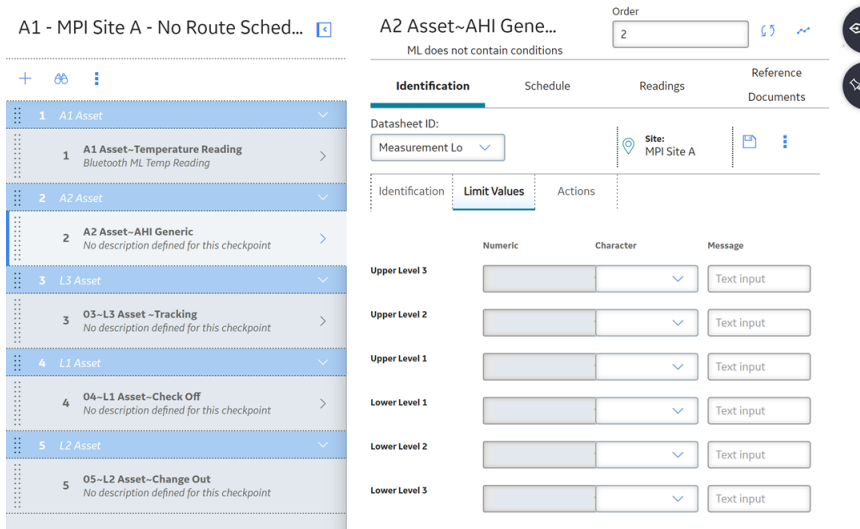 A1 - MPI Site A - No Route Sched...
1 A1 Asset
1 A1 Asset~Temperature Reading
Bluetooth ML Temp Reading
2 A2 Asset
2 A2 Asset~AHI Generic
No description defined for this checkpoint
3 L3 Asset
3 03~L3 Asset ~Tracking
No description defined for this checkpoint
4 L1 Asset
4 04~L1 Asset~Check Off
No description defined for this checkpoint
5 L2 Asset
5 05~L2 Asset~Change Out
No description defined for this checkpoint
A2 Asset~AHI Gene...
ML does not contain conditions
Order
2
Identification Schedule Readings Reference
Documents
Datasheet ID:
Measurement Lo
Site:
MPI Site A
Identification Limit Values Actions
Numeric Character Message
Upper Level 3 Text input
Upper Level 2 Text input
Upper Level 1 Text input
Lower Level 1 Text input
Lower Level 2 Text input
Lower Level 3 Text input